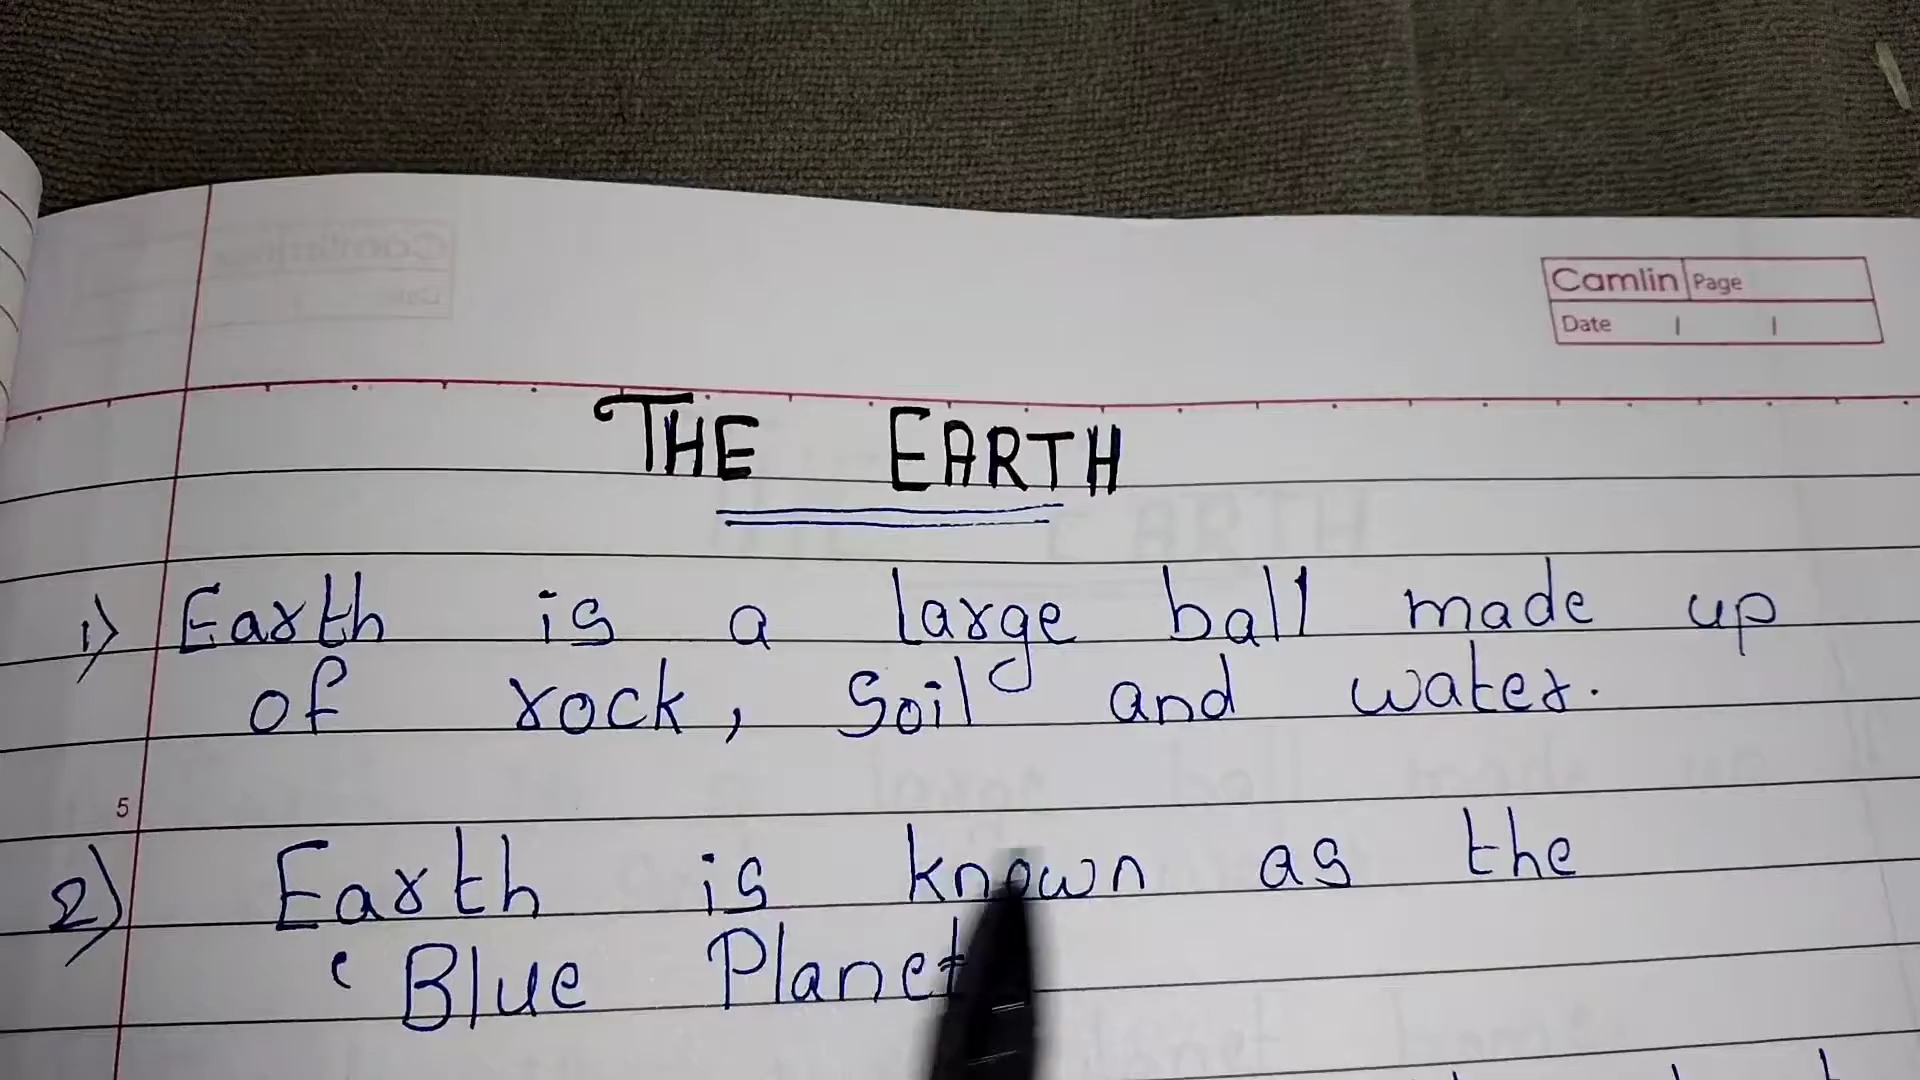 Camlin Page
Date / /
THE EARTH
1) Earth is a large ball made up
of rock, soil and water.
5
2) Earth is known as the
‘Blue Planet